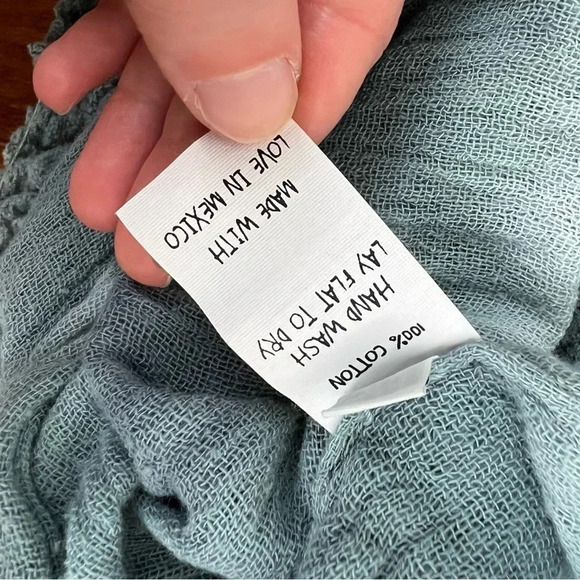 100% COTTON
HAND WASH
LAY FLAT TO DRY
MADE WITH
LOVE IN MEXICO